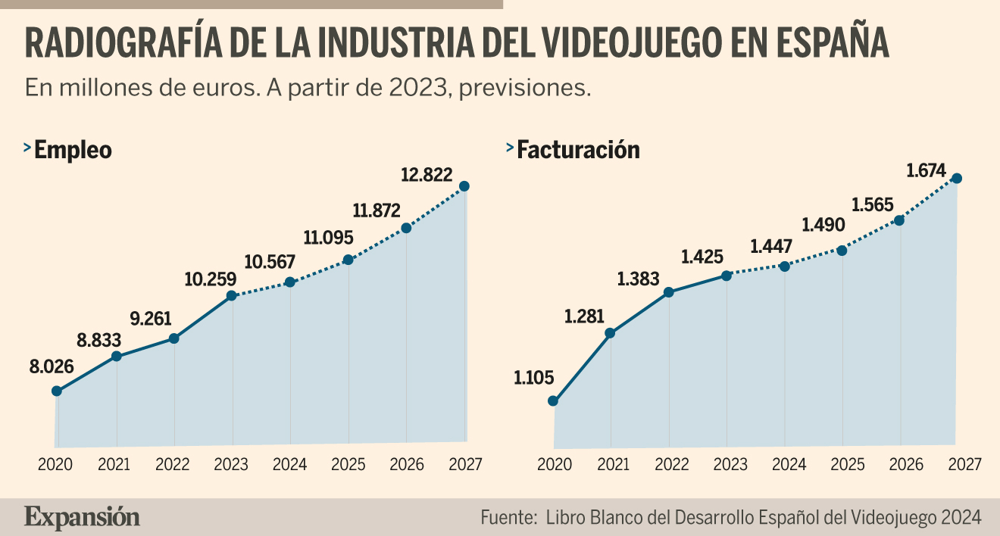 RADIOGRAFÍA DE LA INDUSTRIA DEL VIDEOJUEGO EN ESPAÑA
En millones de euros. A partir de 2023, previsiones.
> Empleo
8.026
8.833
9.261
10.259
10.567
11.095
11.872
12.822
2020 2021 2022 2023 2024 2025 2026 2027
> Facturación
1.105
1.281
1.383
1.425
1.447
1.490
1.565
1.674
2020 2021 2022 2023 2024 2025 2026 2027
Expansión
Fuente: Libro Blanco del Desarrollo Español del Videojuego 2024